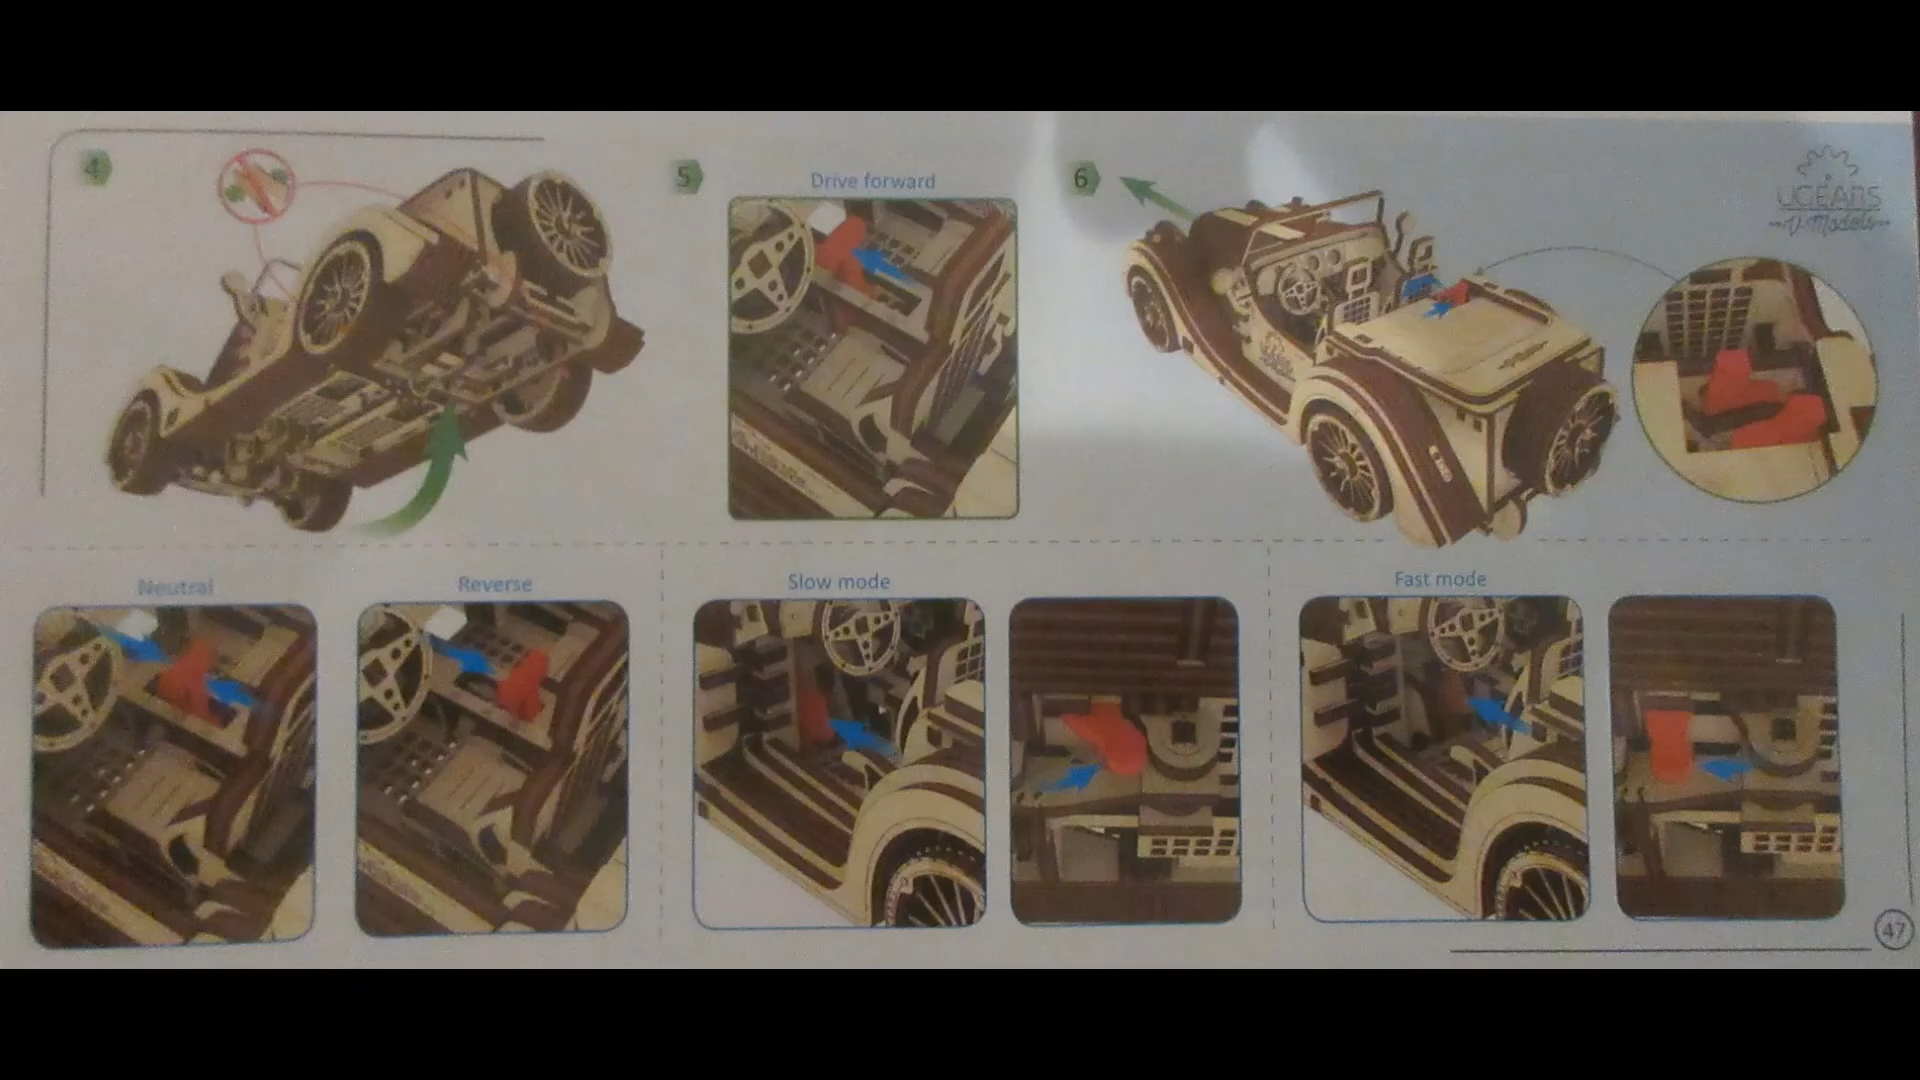 4
5
Drive forward
6
UGEARS
Models
Neutral
Reverse
Slow mode
Fast mode
47